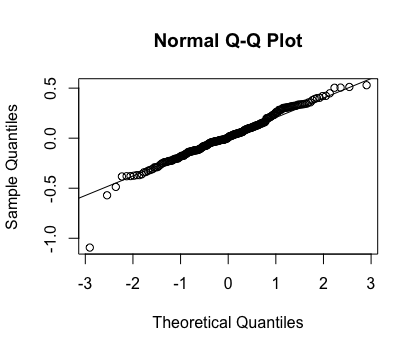 Normal Q-Q Plot
Sample Quantiles
0.5
0.0
-0.5
-1.0
-3 -2 -1 0 1 2 3
Theoretical Quantiles